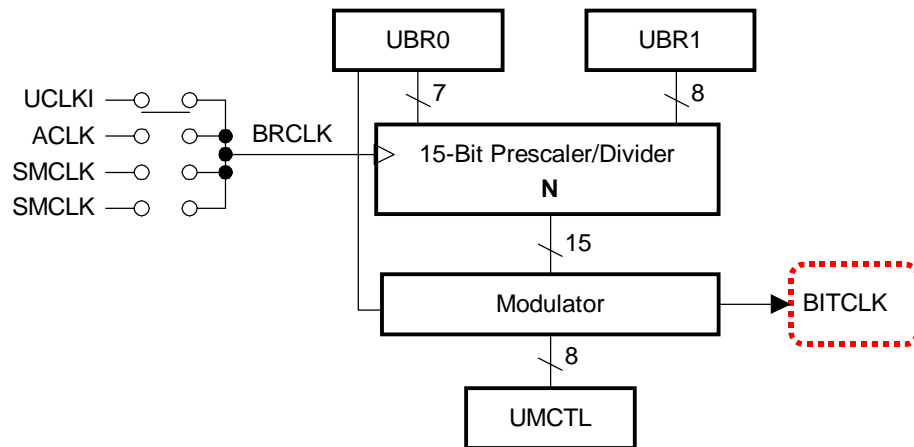 UBR0
UBR1
7
8
UCLKI
ACLK
BRCLK
15-Bit Prescaler/Divider
N
SMCLK
SMCLK
15
Modulator
BITCLK
8
UMCTL